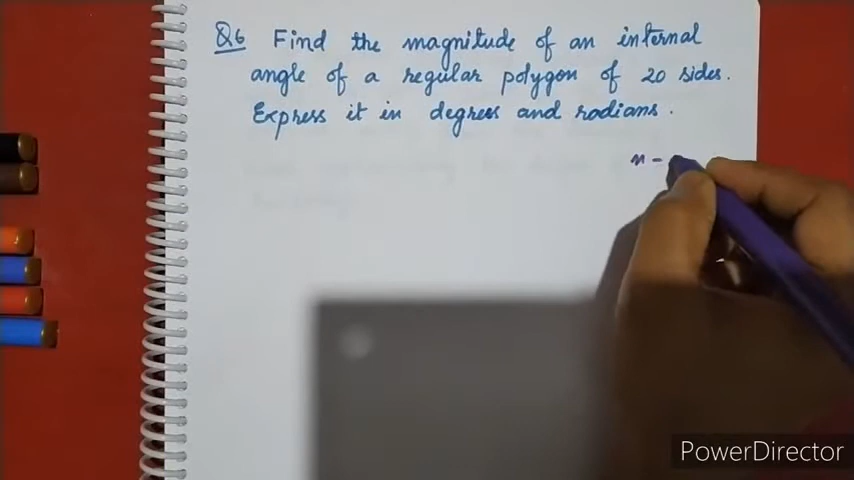 Q6 Find the magnitude of an internal
angle of a regular polygon of 20 sides.
Express it in degrees and radians.
n -
PowerDirector